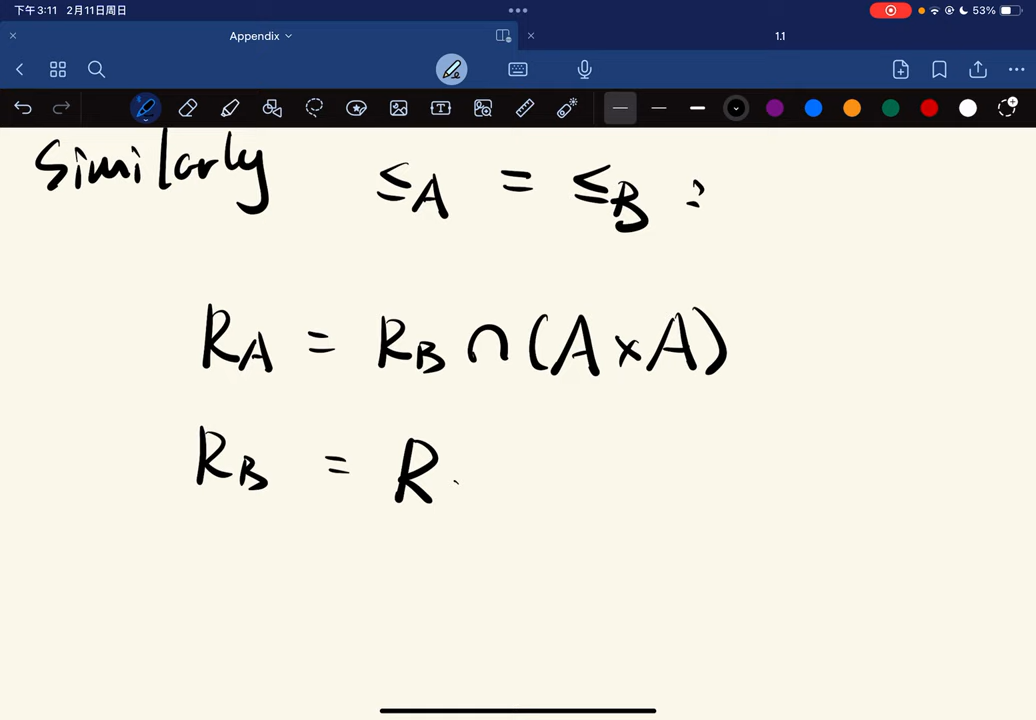 下午3:11 2月11日周日 53%
Appendix 1.1
Similarly ≤A = ≤B :
RA = RB ∩ (A × A)
RB = R